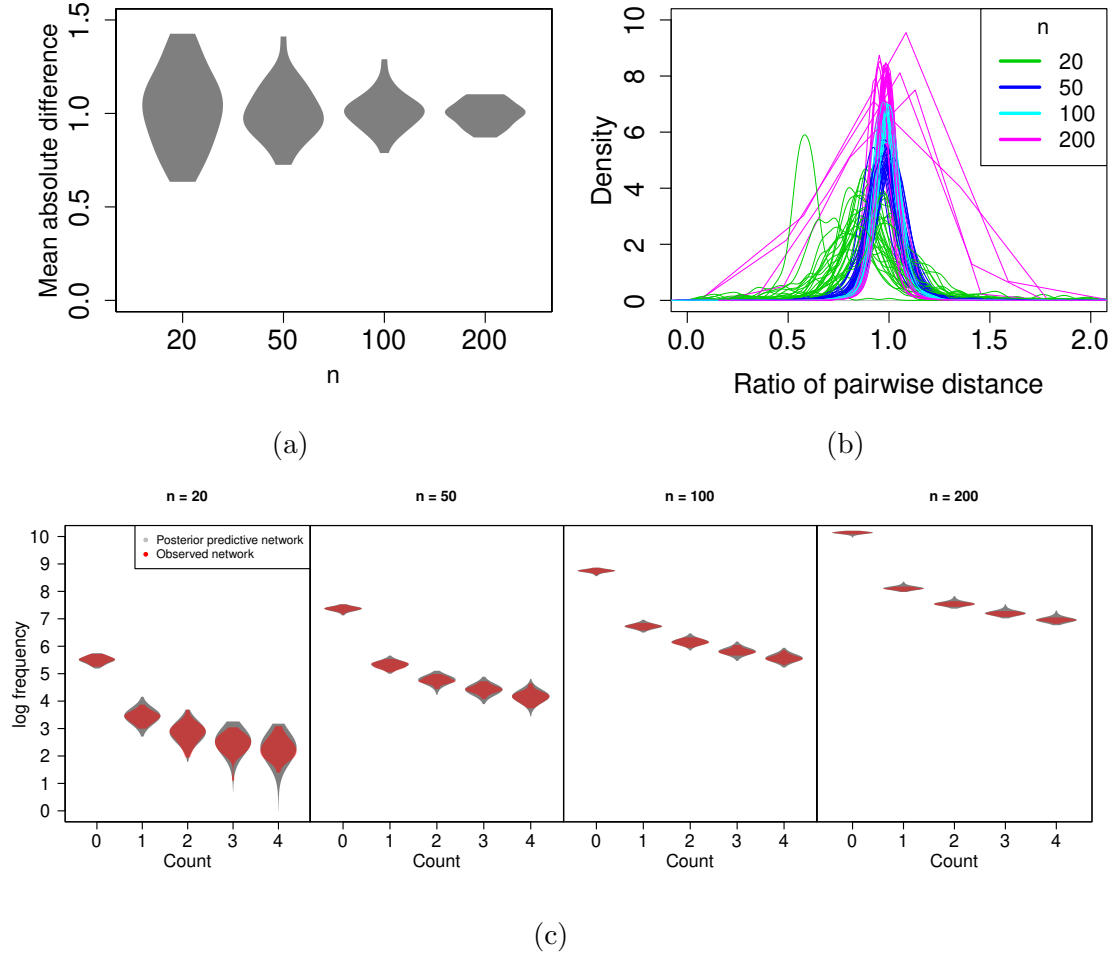 Mean absolute difference
0.0 0.5 1.0 1.5
20 50 100 200
n
(a)
Density
0 2 4 6 8 10
0.0 0.5 1.0 1.5 2.0
Ratio of pairwise distance
n
20
50
100
200
(b)
n = 20
n = 50
n = 100
n = 200
log frequency
10
9
8
7
6
5
4
3
2
1
0
Posterior predictive network
Observed network
0 1 2 3 4
Count
0 1 2 3 4
Count
0 1 2 3 4
Count
0 1 2 3 4
Count
(c)